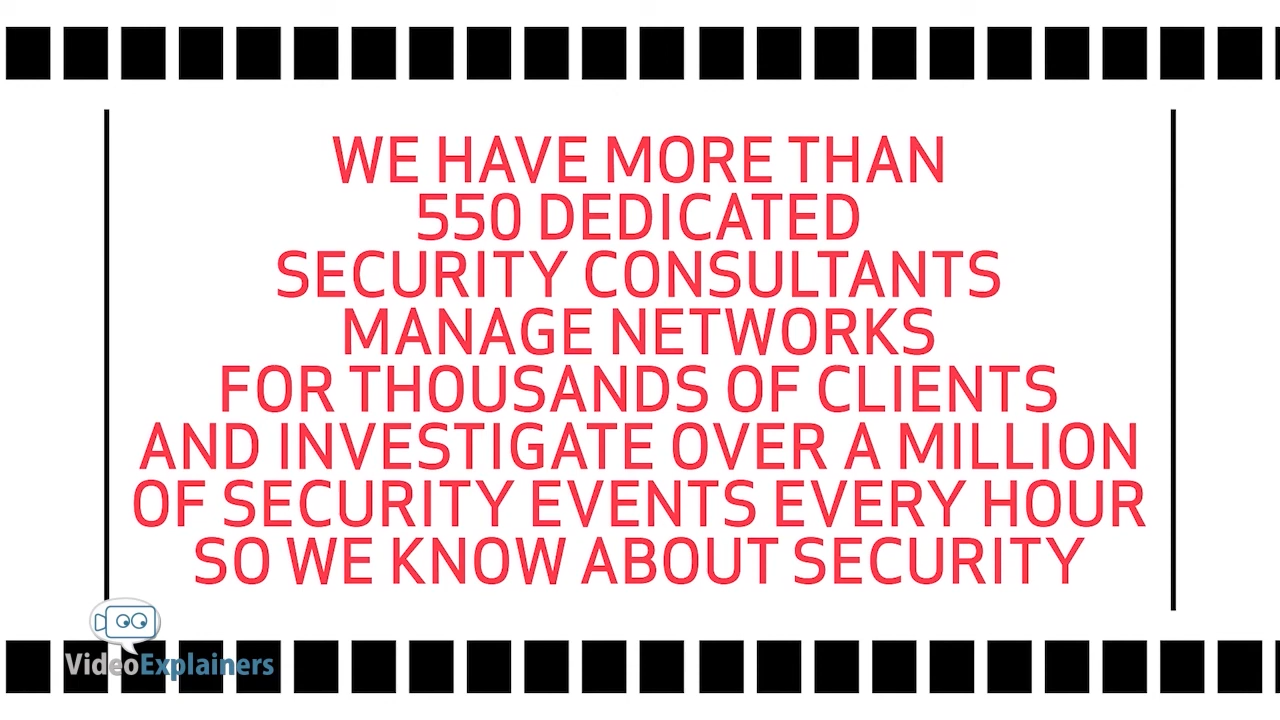 WE HAVE MORE THAN
550 DEDICATED
SECURITY CONSULTANTS
MANAGE NETWORKS
FOR THOUSANDS OF CLIENTS
AND INVESTIGATE OVER A MILLION
OF SECURITY EVENTS EVERY HOUR
SO WE KNOW ABOUT SECURITY
VideoExplainers